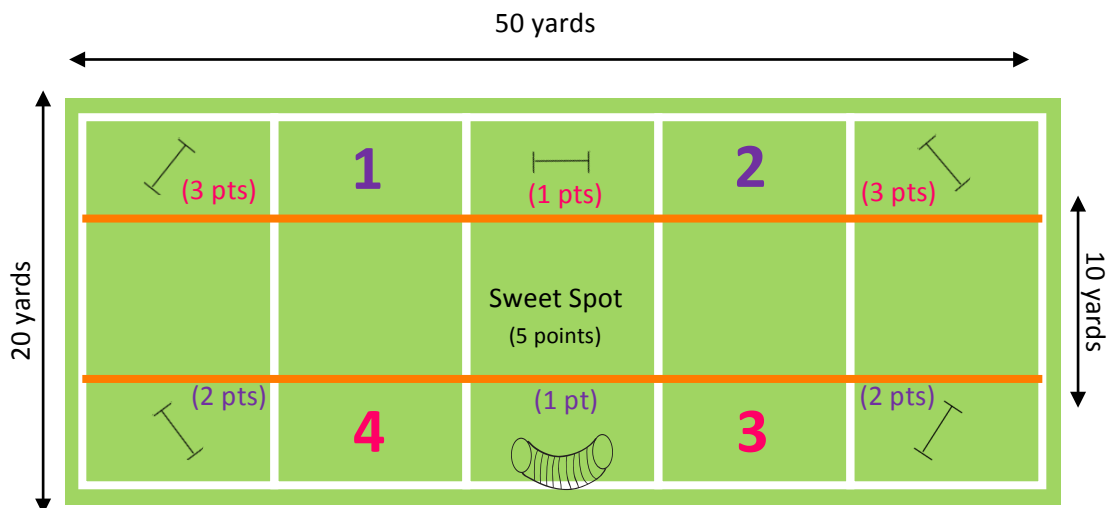 50 yards
1
2
(3 pts)
(1 pts)
(3 pts)
20 yards
10 yards
Sweet Spot
(5 points)
(2 pts)
(1 pt)
(2 pts)
4
3